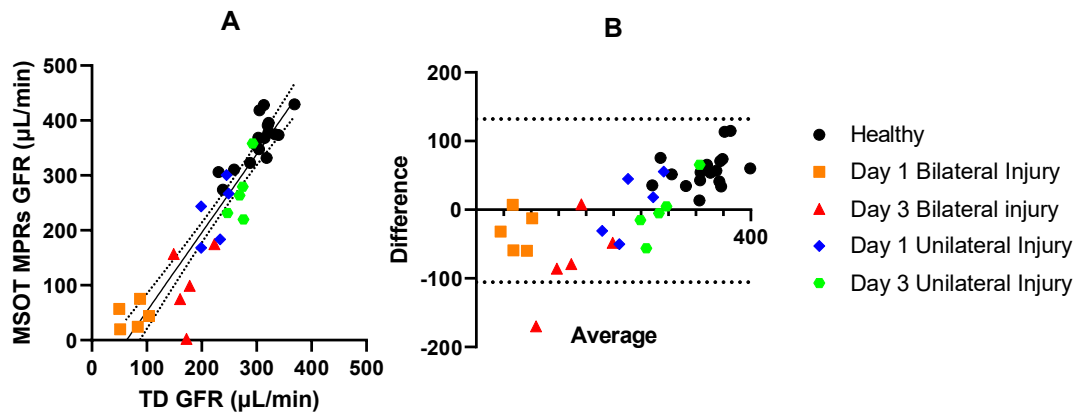 A
MSOT MPRs GFR (µL/min)
500
400
300
200
100
0
0 100 200 300 400 500
TD GFR (µL/min)
B
Difference
200
100
0
-100
-200
400
Average
Healthy
Day 1 Bilateral Injury
Day 3 Bilateral injury
Day 1 Unilateral Injury
Day 3 Unilateral Injury